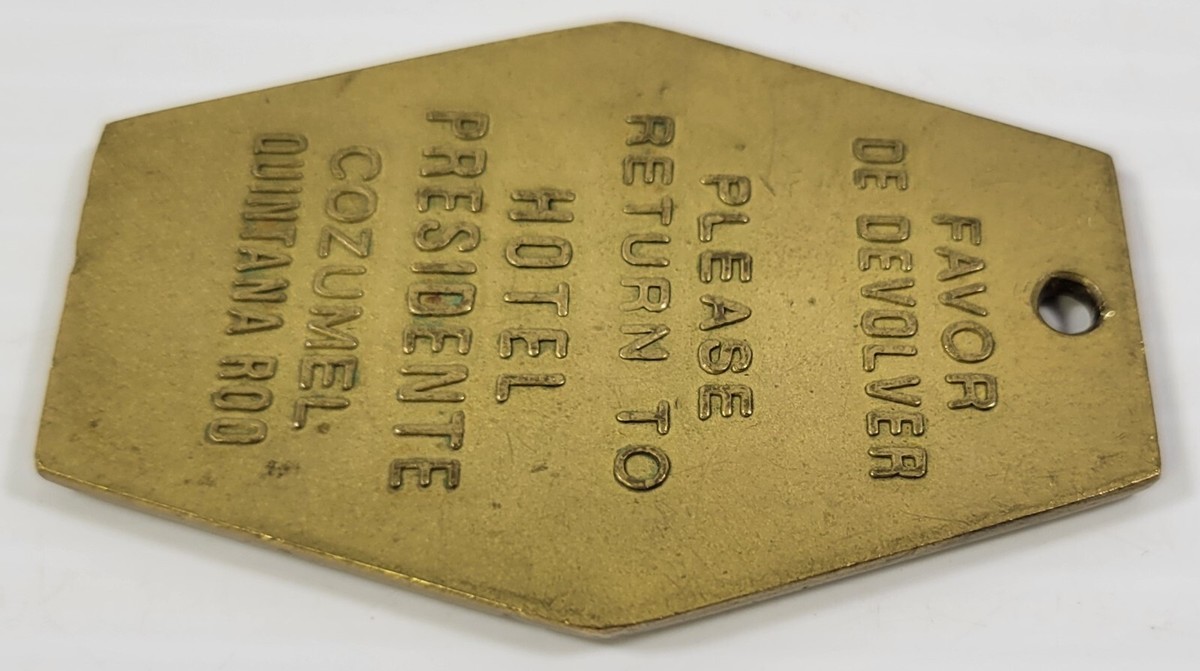 FAVOR
DE DEVOLVER
PLEASE
RETURN TO
HOTEL
PRESIDENTE
COZUMEL
QUINTANA ROO